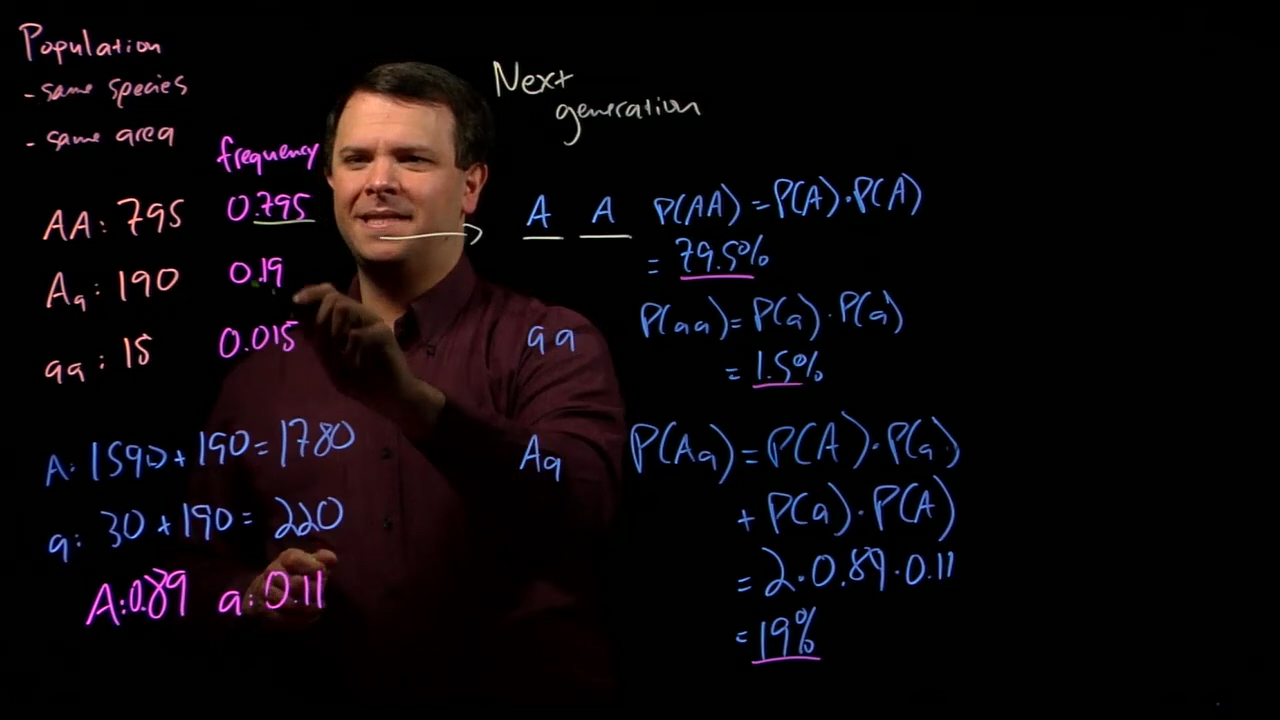 Population
- same species
- same area
frequency
AA: 795 0.795
Aa: 190 0.19
aa: 15 0.015
A: 1590 + 190 = 1780
a: 30 + 190 = 220
A: 0.89 a: 0.11
Next
generation
A A P(AA) = P(A)·P(A)
= 79.5%
aa P(aa) = P(a)·P(a)
= 1.5%
Aa P(Aa) = P(A)·P(a)
+ P(a)·P(A)
= 2·0.89·0.11
= 19%